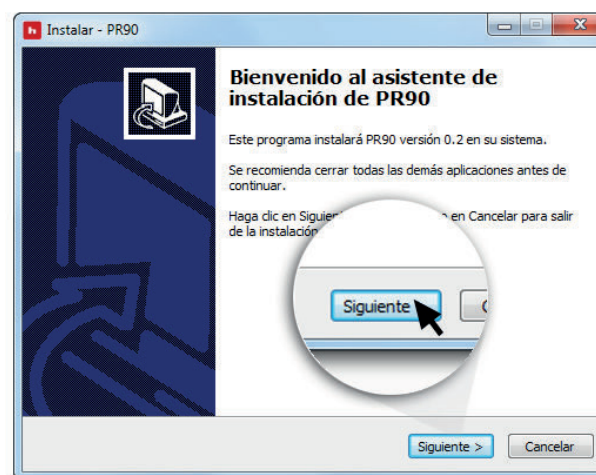 Instalar - PR90
Bienvenido al asistente de
instalación de PR90
Este programa instalará PR90 versión 0.2 en su sistema.
Se recomienda cerrar todas las demás aplicaciones antes de
continuar.
Haga clic en en Cancelar para salir
de la instalación
Siguiente
Siguiente >
Cancelar